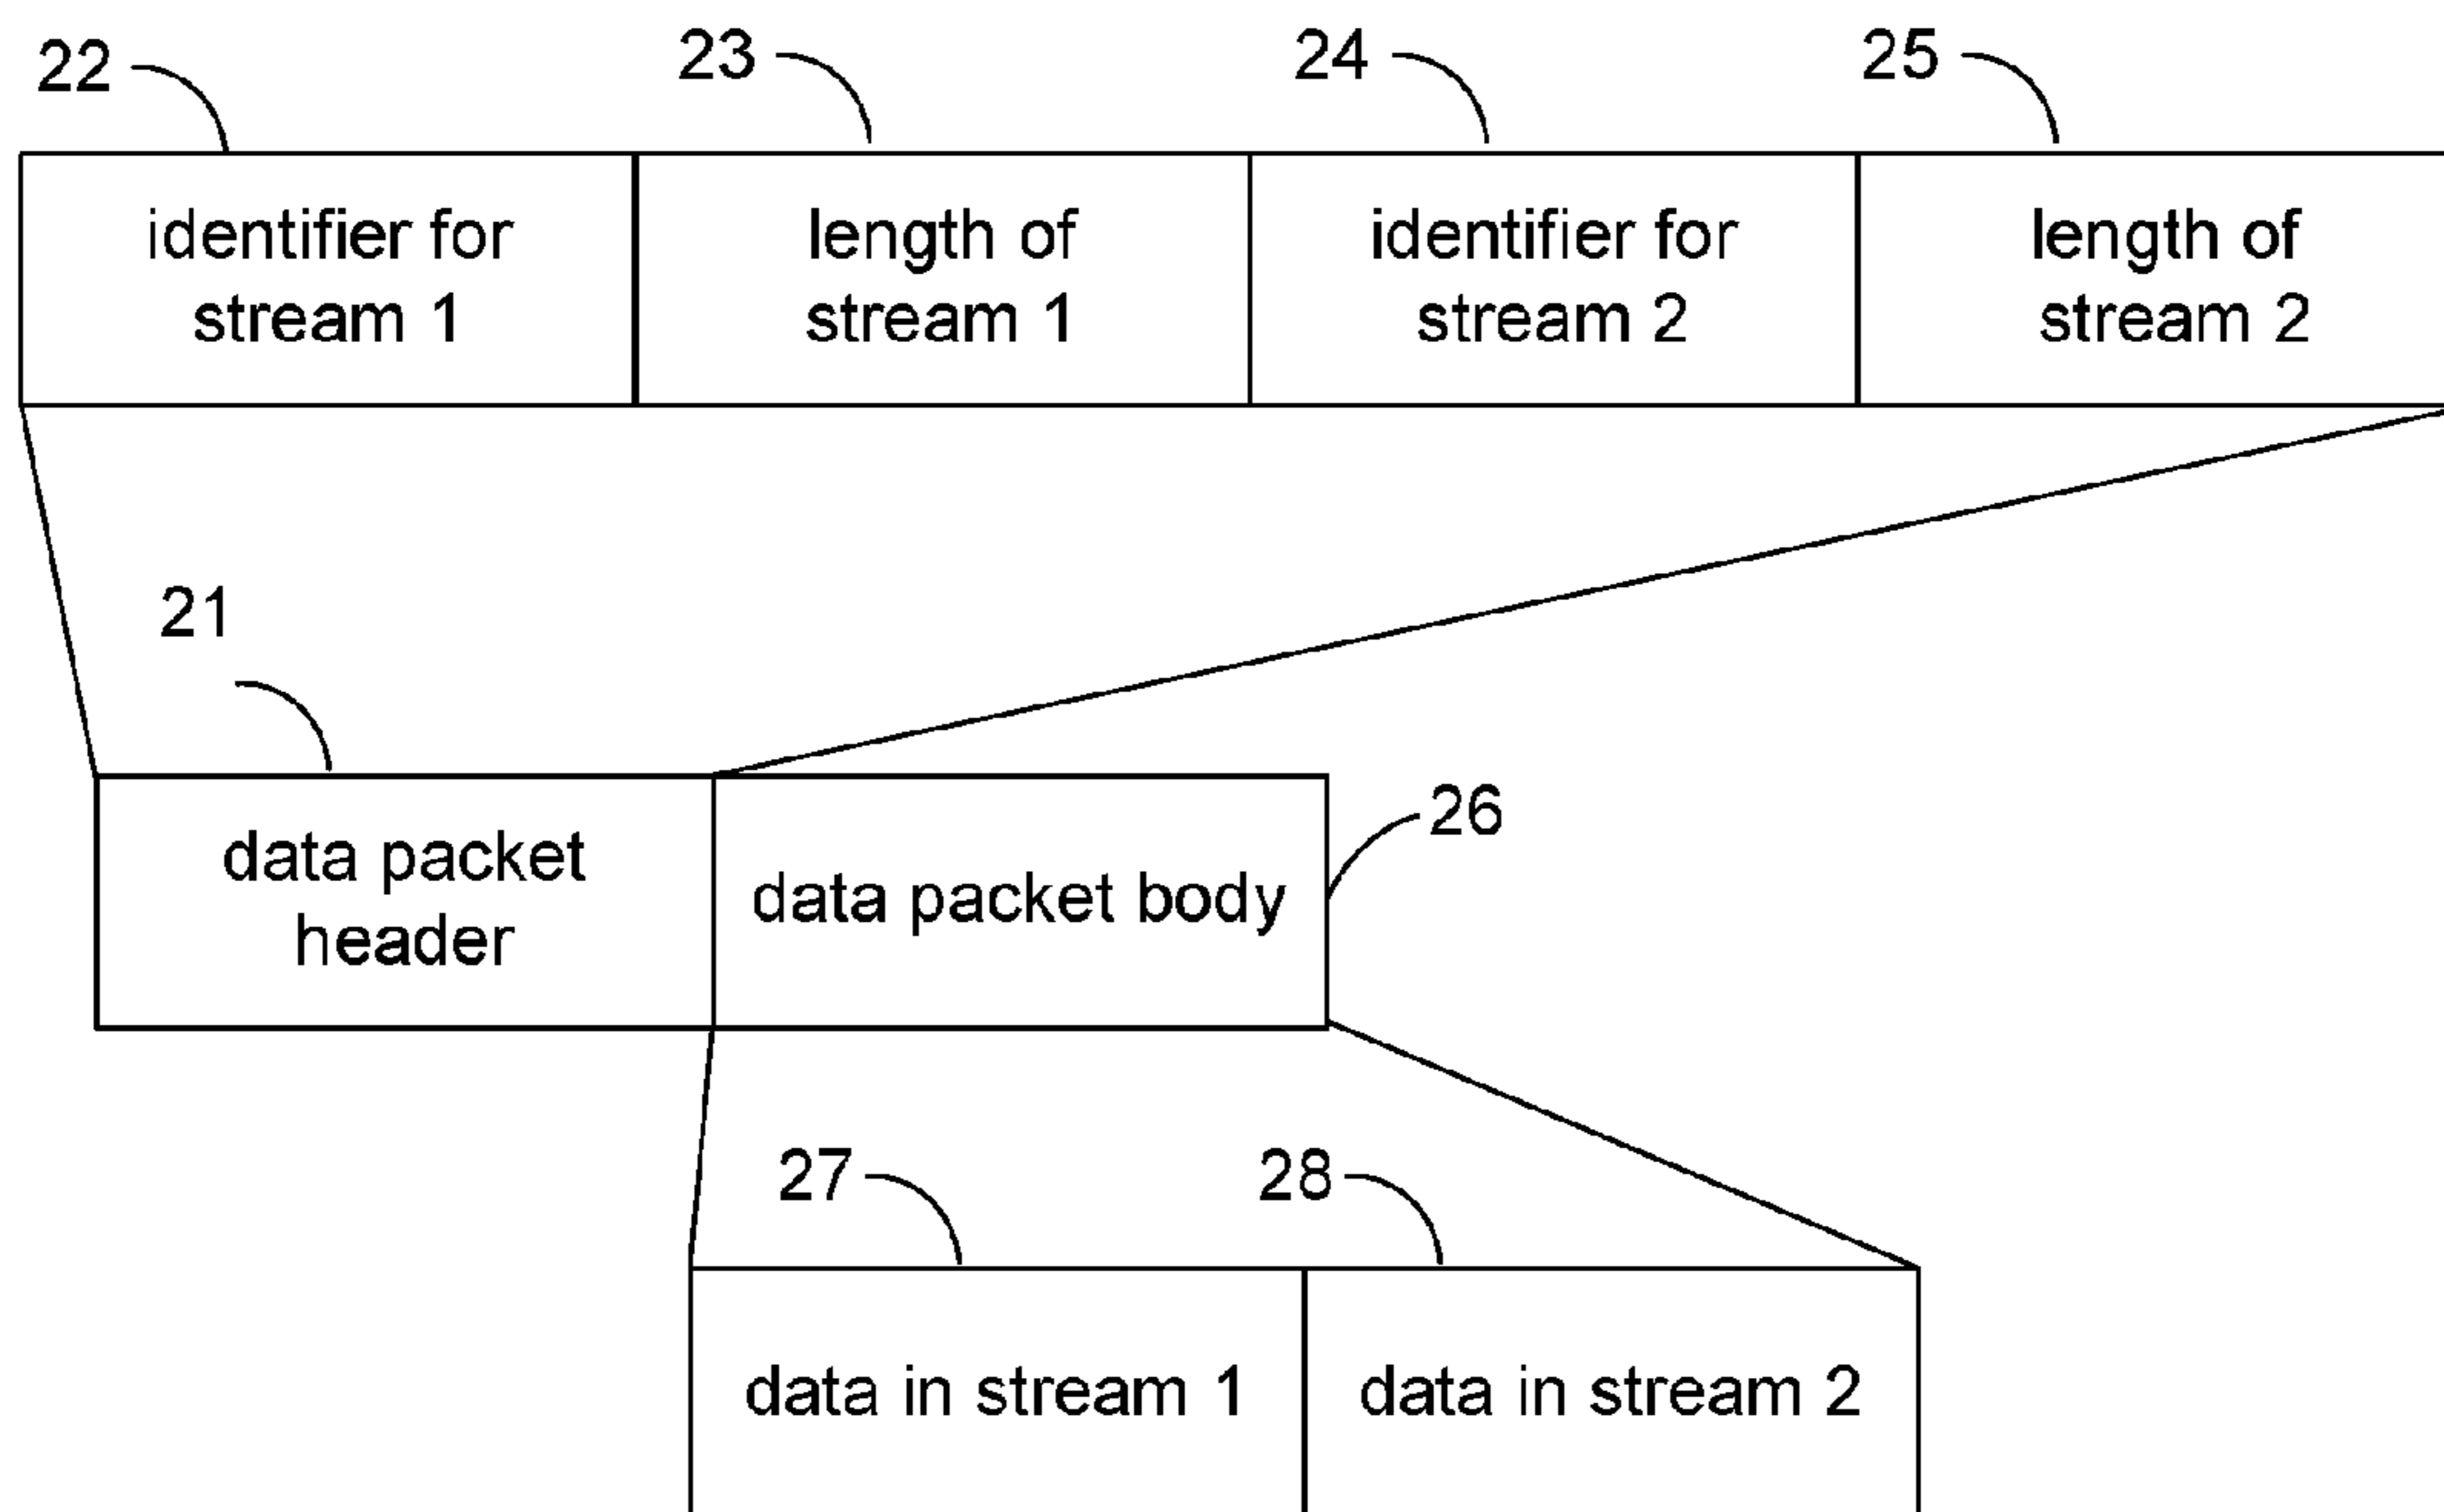 22
23
24
25
identifier for
stream 1
length of
stream 1
identifier for
stream 2
length of
stream 2
21
data packet
header
data packet body
26
27
28
data in stream 1
data in stream 2